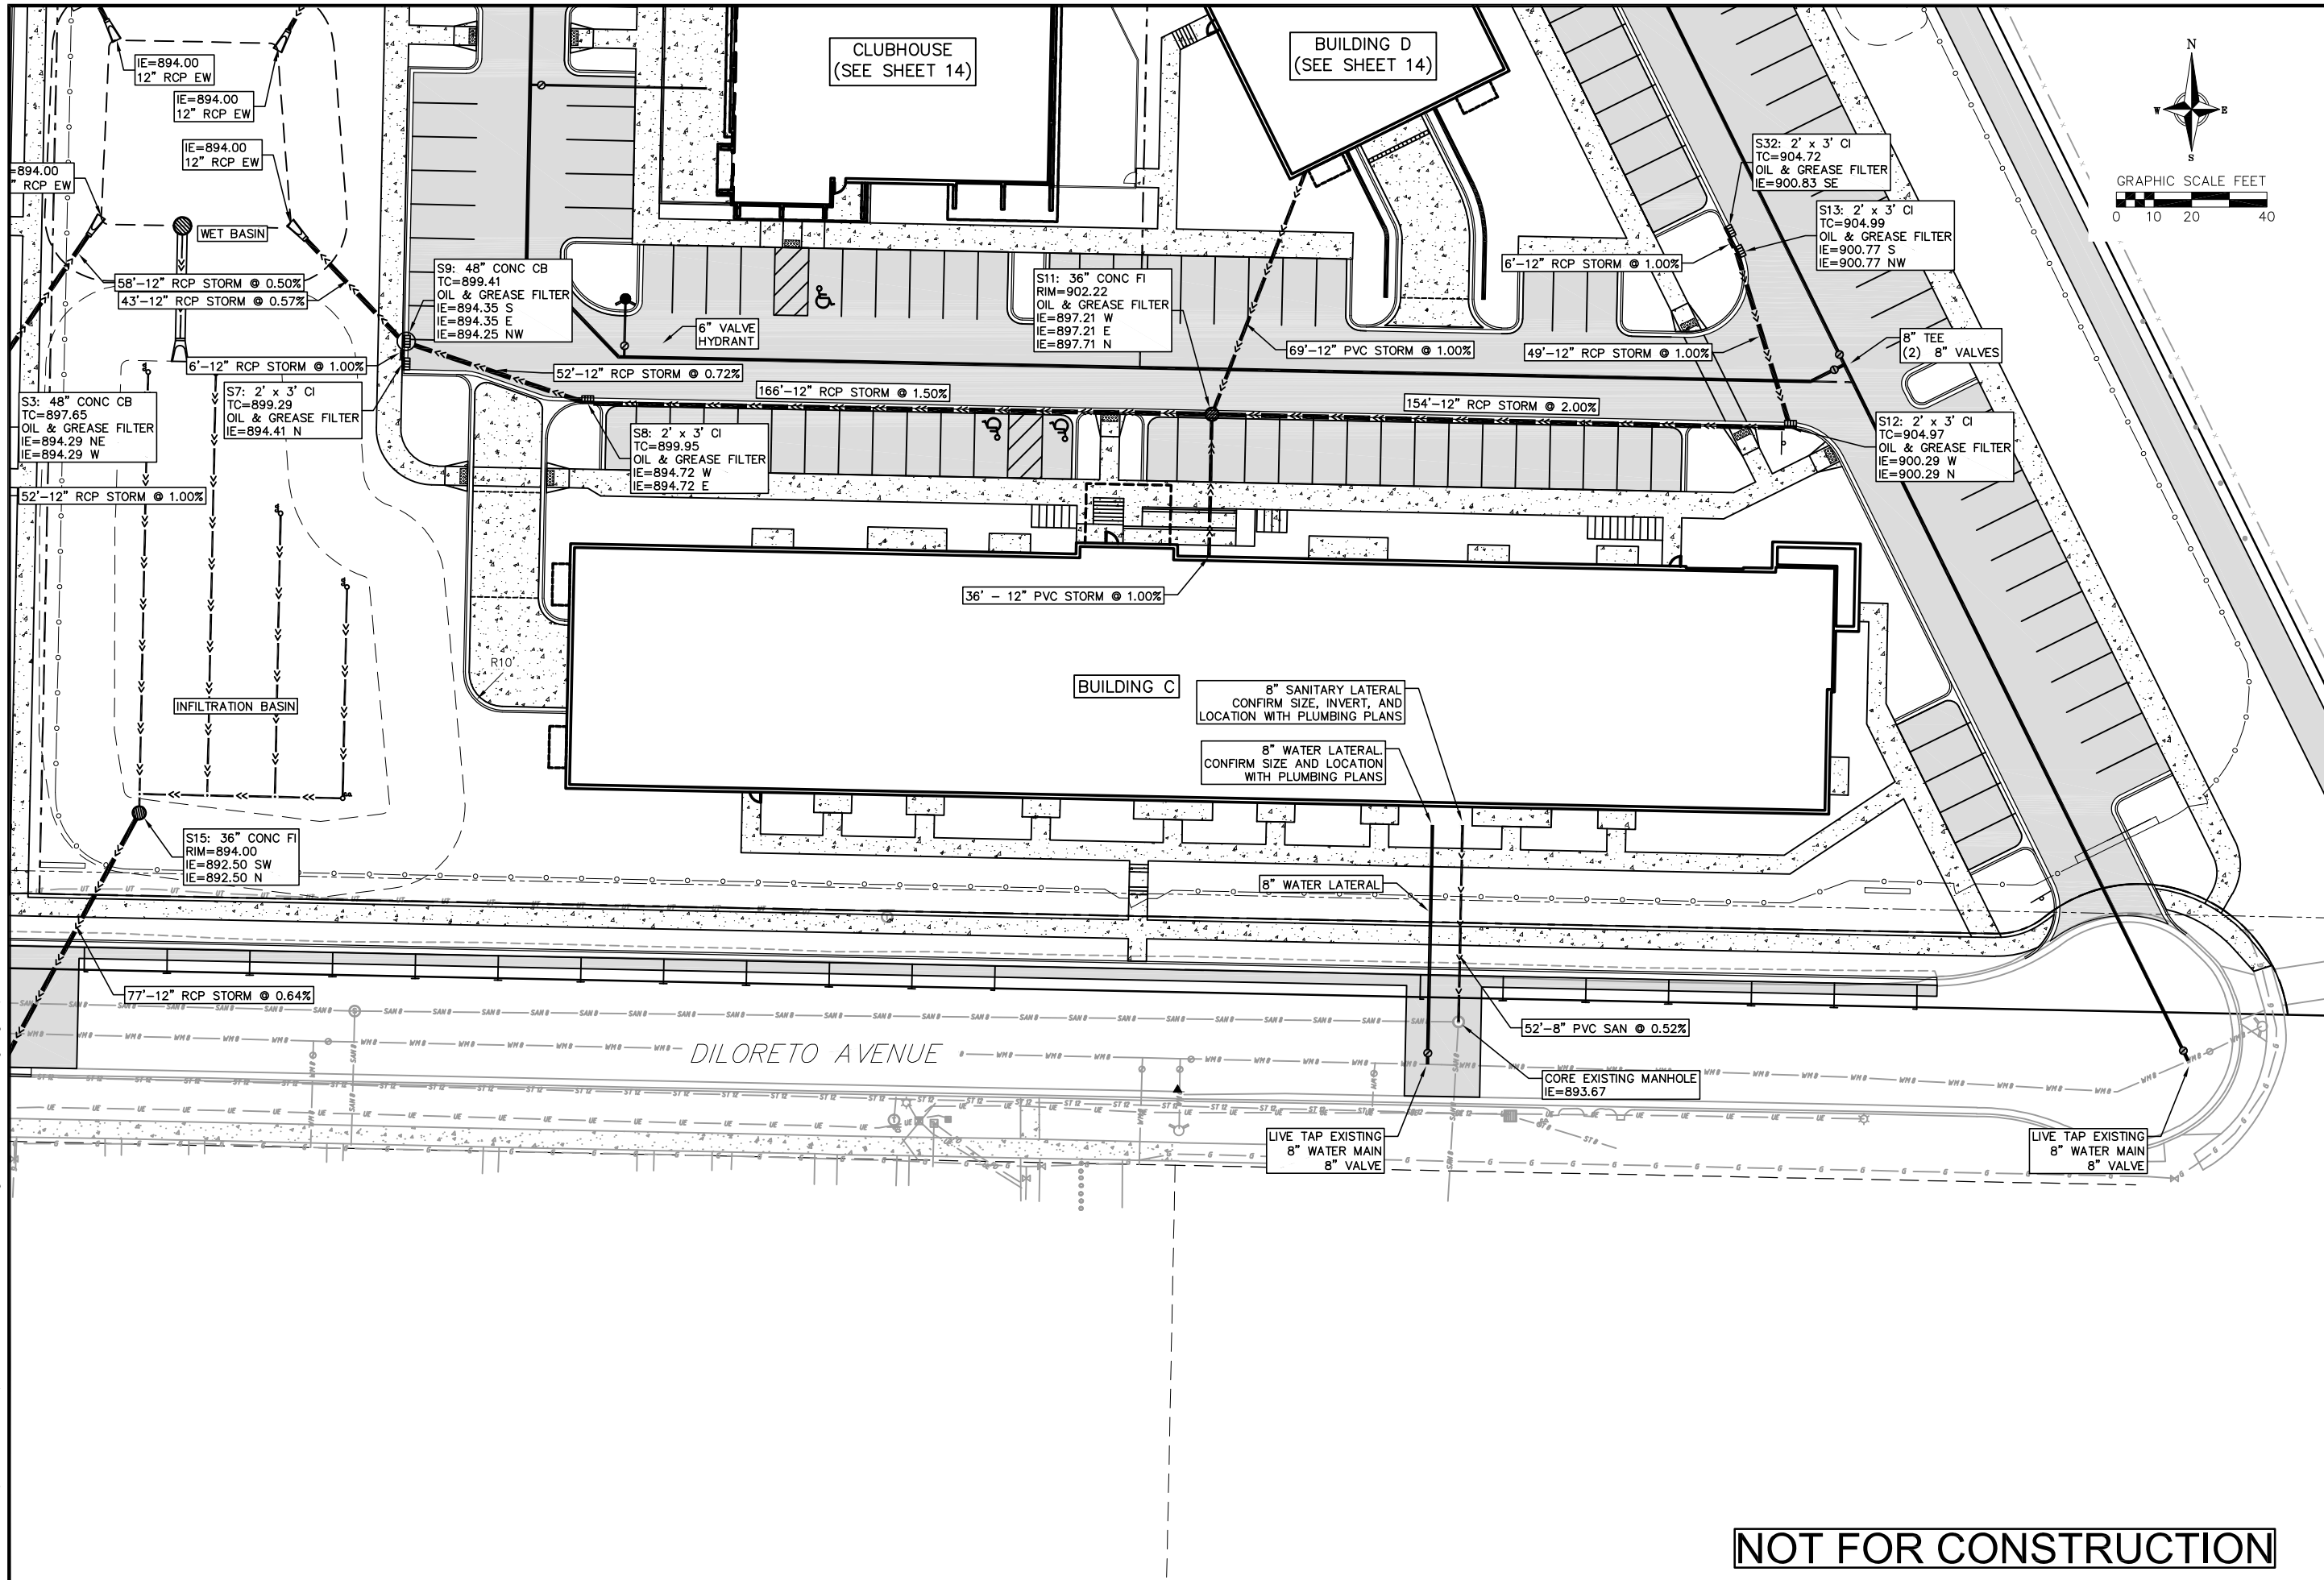 CLUBHOUSE
(SEE SHEET 14)
BUILDING D
(SEE SHEET 14)
N
W
E
S
GRAPHIC SCALE FEET
0 10 20 40
IE=894.00
12" RCP EW
IE=894.00
12" RCP EW
IE=894.00
12" RCP EW
=894.00
" RCP EW
WET BASIN
58'-12" RCP STORM @ 0.50%
43'-12" RCP STORM @ 0.57%
S9: 48" CONC CB
TC=899.41
OIL & GREASE FILTER
IE=894.35 S
IE=894.35 E
IE=894.25 NW
6" VALVE
HYDRANT
S11: 36" CONC FI
RIM=902.22
OIL & GREASE FILTER
IE=897.21 W
IE=897.21 E
IE=897.71 N
S32: 2' x 3' CI
TC=904.72
OIL & GREASE FILTER
IE=900.83 SE
S13: 2' x 3' CI
TC=904.99
OIL & GREASE FILTER
IE=900.77 S
IE=900.77 NW
6'-12" RCP STORM @ 1.00%
69'-12" PVC STORM @ 1.00%
49'-12" RCP STORM @ 1.00%
8" TEE
(2) 8" VALVES
6'-12" RCP STORM @ 1.00%
52'-12" RCP STORM @ 0.72%
166'-12" RCP STORM @ 1.50%
154'-12" RCP STORM @ 2.00%
S3: 48" CONC CB
TC=897.65
OIL & GREASE FILTER
IE=894.29 NE
IE=894.29 W
S7: 2' x 3' CI
TC=899.29
OIL & GREASE FILTER
IE=894.41 N
S8: 2' x 3' CI
TC=899.95
OIL & GREASE FILTER
IE=894.72 W
IE=894.72 E
S12: 2' x 3' CI
TC=904.97
OIL & GREASE FILTER
IE=900.29 W
IE=900.29 N
52'-12" RCP STORM @ 1.00%
36' - 12" PVC STORM @ 1.00%
R10'
INFILTRATION BASIN
BUILDING C
8" SANITARY LATERAL
CONFIRM SIZE, INVERT, AND
LOCATION WITH PLUMBING PLANS
8" WATER LATERAL.
CONFIRM SIZE AND LOCATION
WITH PLUMBING PLANS
S15: 36" CONC FI
RIM=894.00
IE=892.50 SW
IE=892.50 N
8" WATER LATERAL
77'-12" RCP STORM @ 0.64%
52'-8" PVC SAN @ 0.52%
DILORETO AVENUE
CORE EXISTING MANHOLE
IE=893.67
LIVE TAP EXISTING
8" WATER MAIN
8" VALVE
LIVE TAP EXISTING
8" WATER MAIN
8" VALVE
NOT FOR CONSTRUCTION